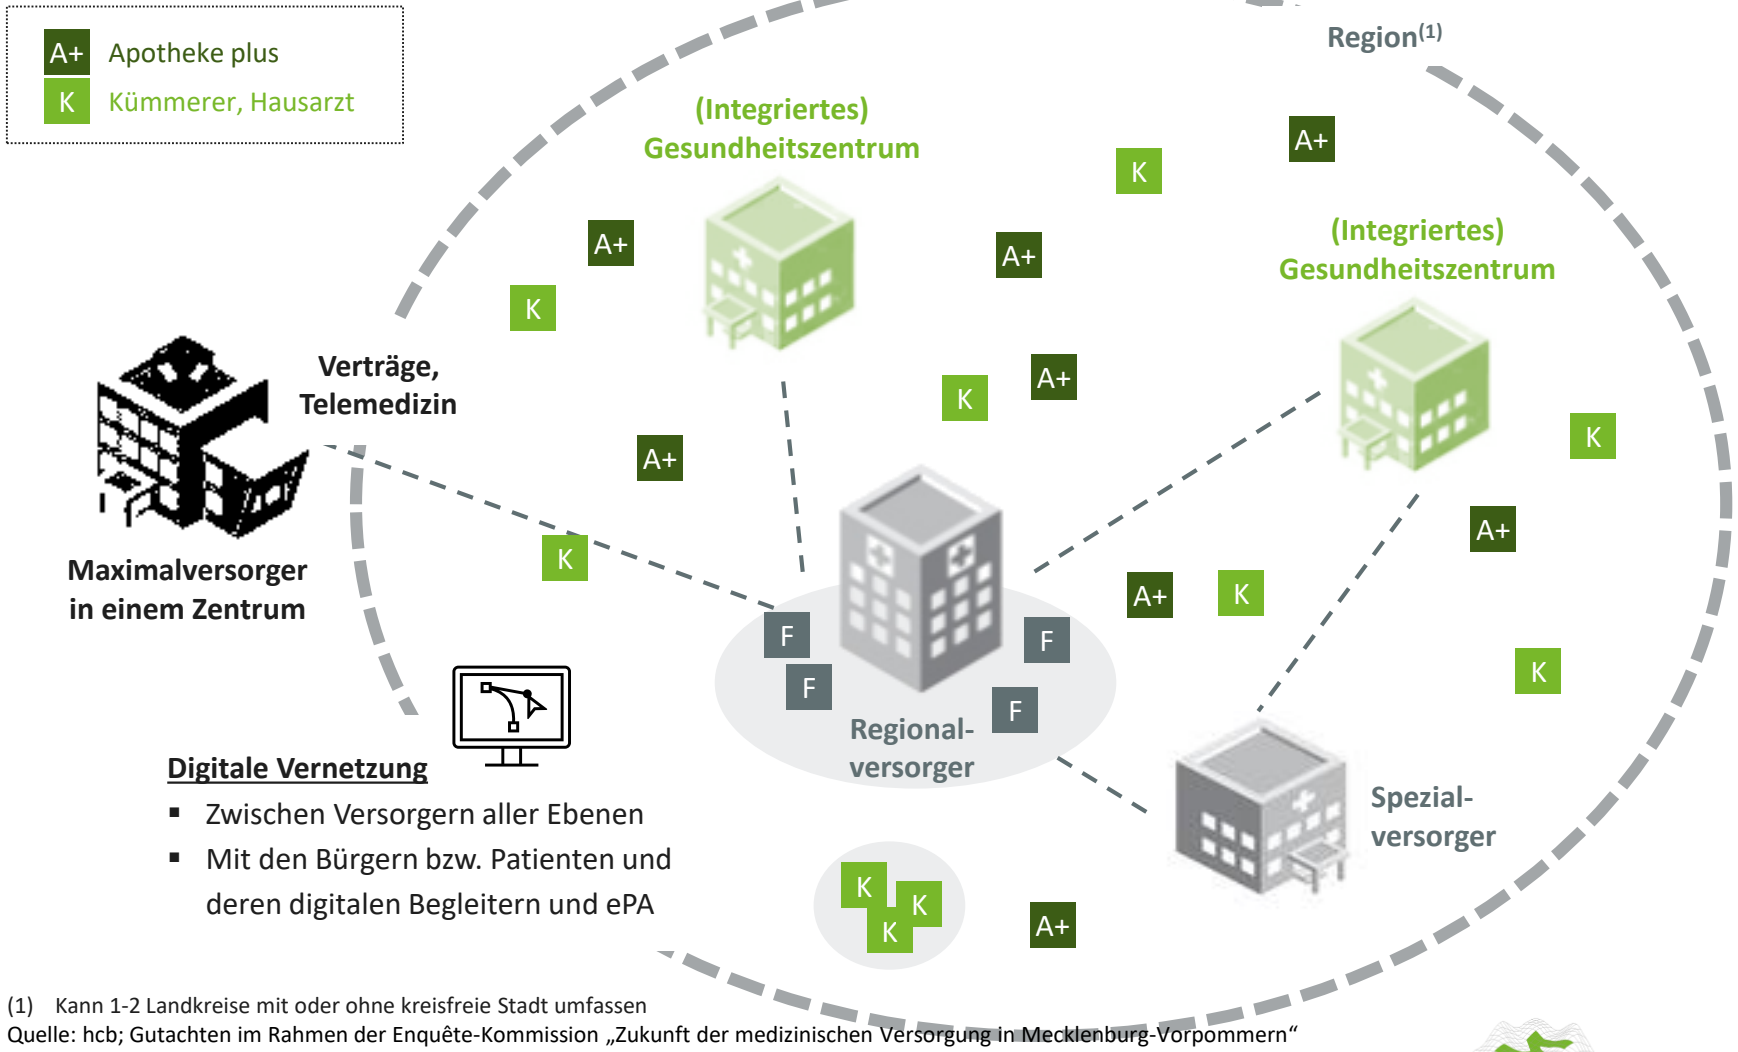 A+ Apotheke plus
K Kümmerer, Hausarzt
Region(1)
(Integriertes)
Gesundheitszentrum
A+
K
A+
A+
(Integriertes)
Gesundheitszentrum
K
Verträge,
Telemedizin
A+
K
K
A+
A+
K
Maximalversorger
in einem Zentrum
A+
K
F
F
F
F
K
Regional-
versorger
Digitale Vernetzung
▪ Zwischen Versorgern aller Ebenen
▪ Mit den Bürgern bzw. Patienten und
deren digitalen Begleitern und ePA
Spezial-
versorger
K
K
K
A+
(1) Kann 1-2 Landkreise mit oder ohne kreisfreie Stadt umfassen
Quelle: hcb; Gutachten im Rahmen der Enquête-Kommission „Zukunft der medizinischen Versorgung in Mecklenburg-Vorpommern“